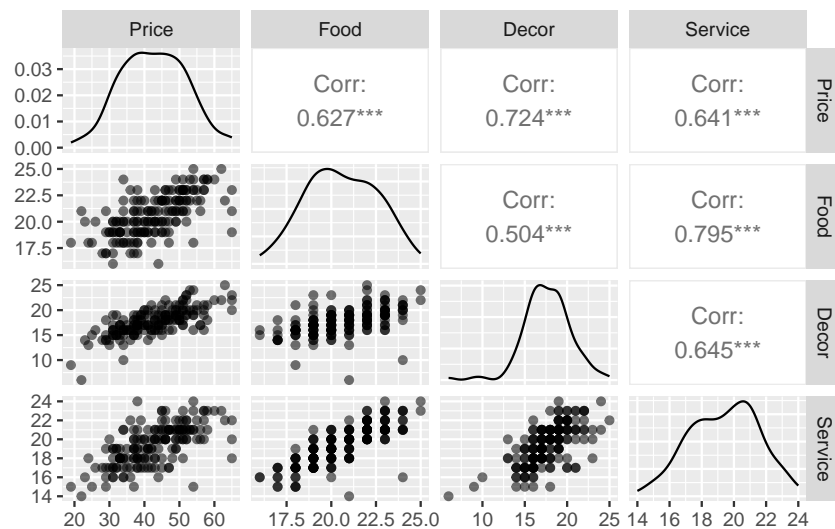 Price Food Decor Service
0.03
0.02
0.01
0.00
Corr:
0.627***
Corr:
0.724***
Corr:
0.641***
Price
25.0
22.5
20.0
17.5
Corr:
0.504***
Corr:
0.795***
Food
25
20
15
10
Corr:
0.645***
Decor
24
22
20
18
16
14
Service
20 30 40 50 60
17.5 20.0 22.5 25.0
10 15 20 25
14 16 18 20 22 24